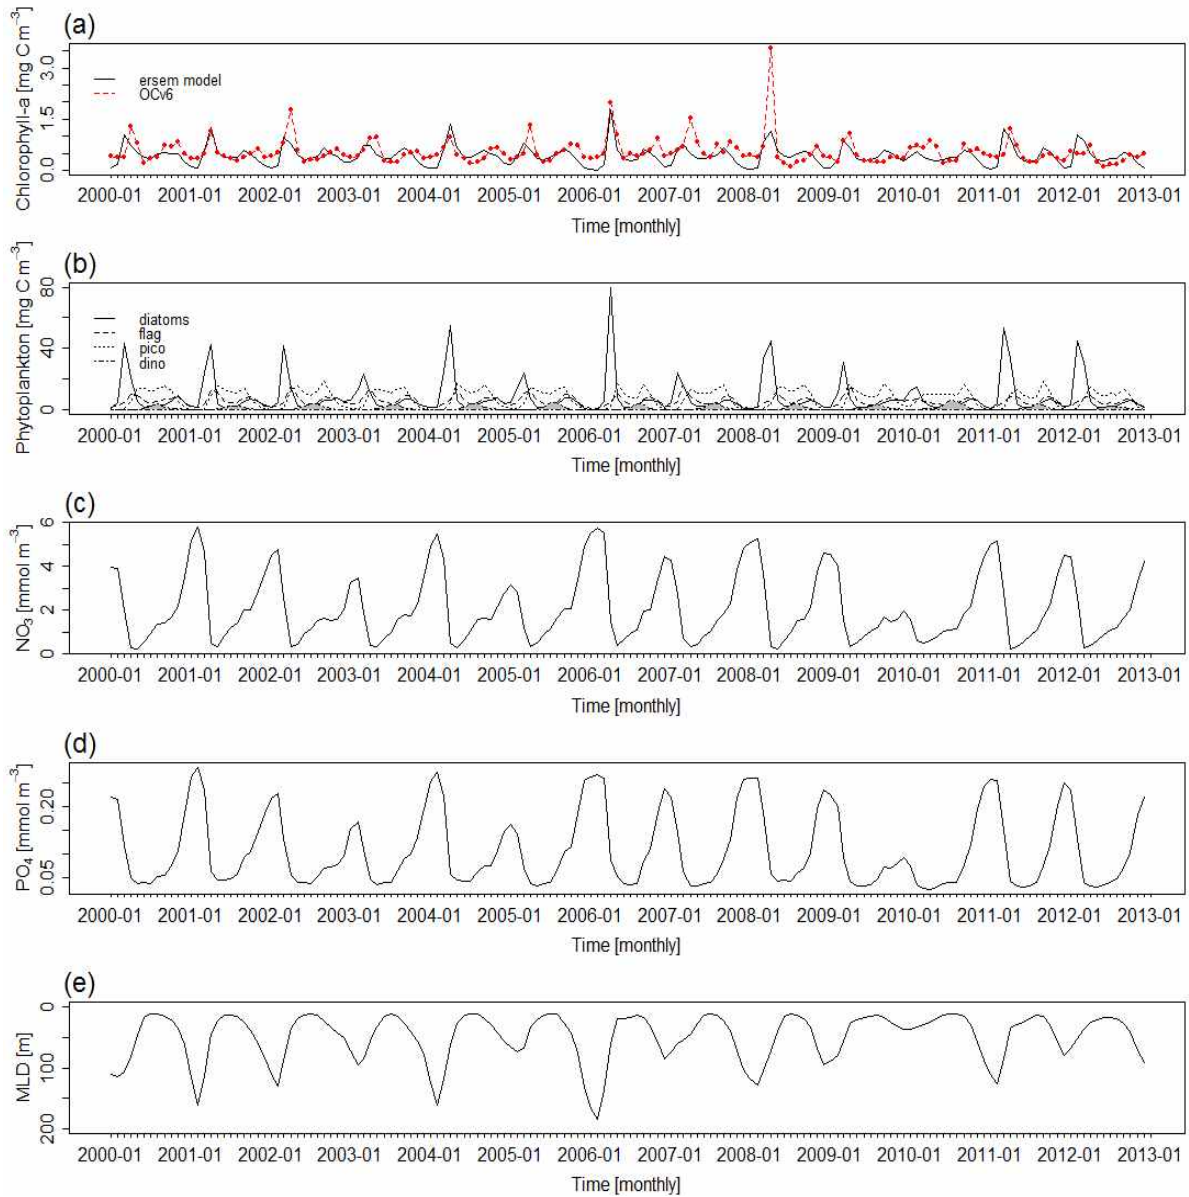 (a)
Chlorophyll-a [mg C m⁻³]
3.0
1.5
0.0
ersem model
OCv6
2000-01 2001-01 2002-01 2003-01 2004-01 2005-01 2006-01 2007-01 2008-01 2009-01 2010-01 2011-01 2012-01 2013-01
Time [monthly]
(b)
Phytoplankton [mg C m⁻³]
80
40
0
diatoms
flag
pico
dino
2000-01 2001-01 2002-01 2003-01 2004-01 2005-01 2006-01 2007-01 2008-01 2009-01 2010-01 2011-01 2012-01 2013-01
Time [monthly]
(c)
NO₃ [mmol m⁻³]
6
4
2
0
2000-01 2001-01 2002-01 2003-01 2004-01 2005-01 2006-01 2007-01 2008-01 2009-01 2010-01 2011-01 2012-01 2013-01
Time [monthly]
(d)
PO₄ [mmol m⁻³]
0.20
0.05
2000-01 2001-01 2002-01 2003-01 2004-01 2005-01 2006-01 2007-01 2008-01 2009-01 2010-01 2011-01 2012-01 2013-01
Time [monthly]
(e)
MLD [m]
0
100
200
2000-01 2001-01 2002-01 2003-01 2004-01 2005-01 2006-01 2007-01 2008-01 2009-01 2010-01 2011-01 2012-01 2013-01
Time [monthly]